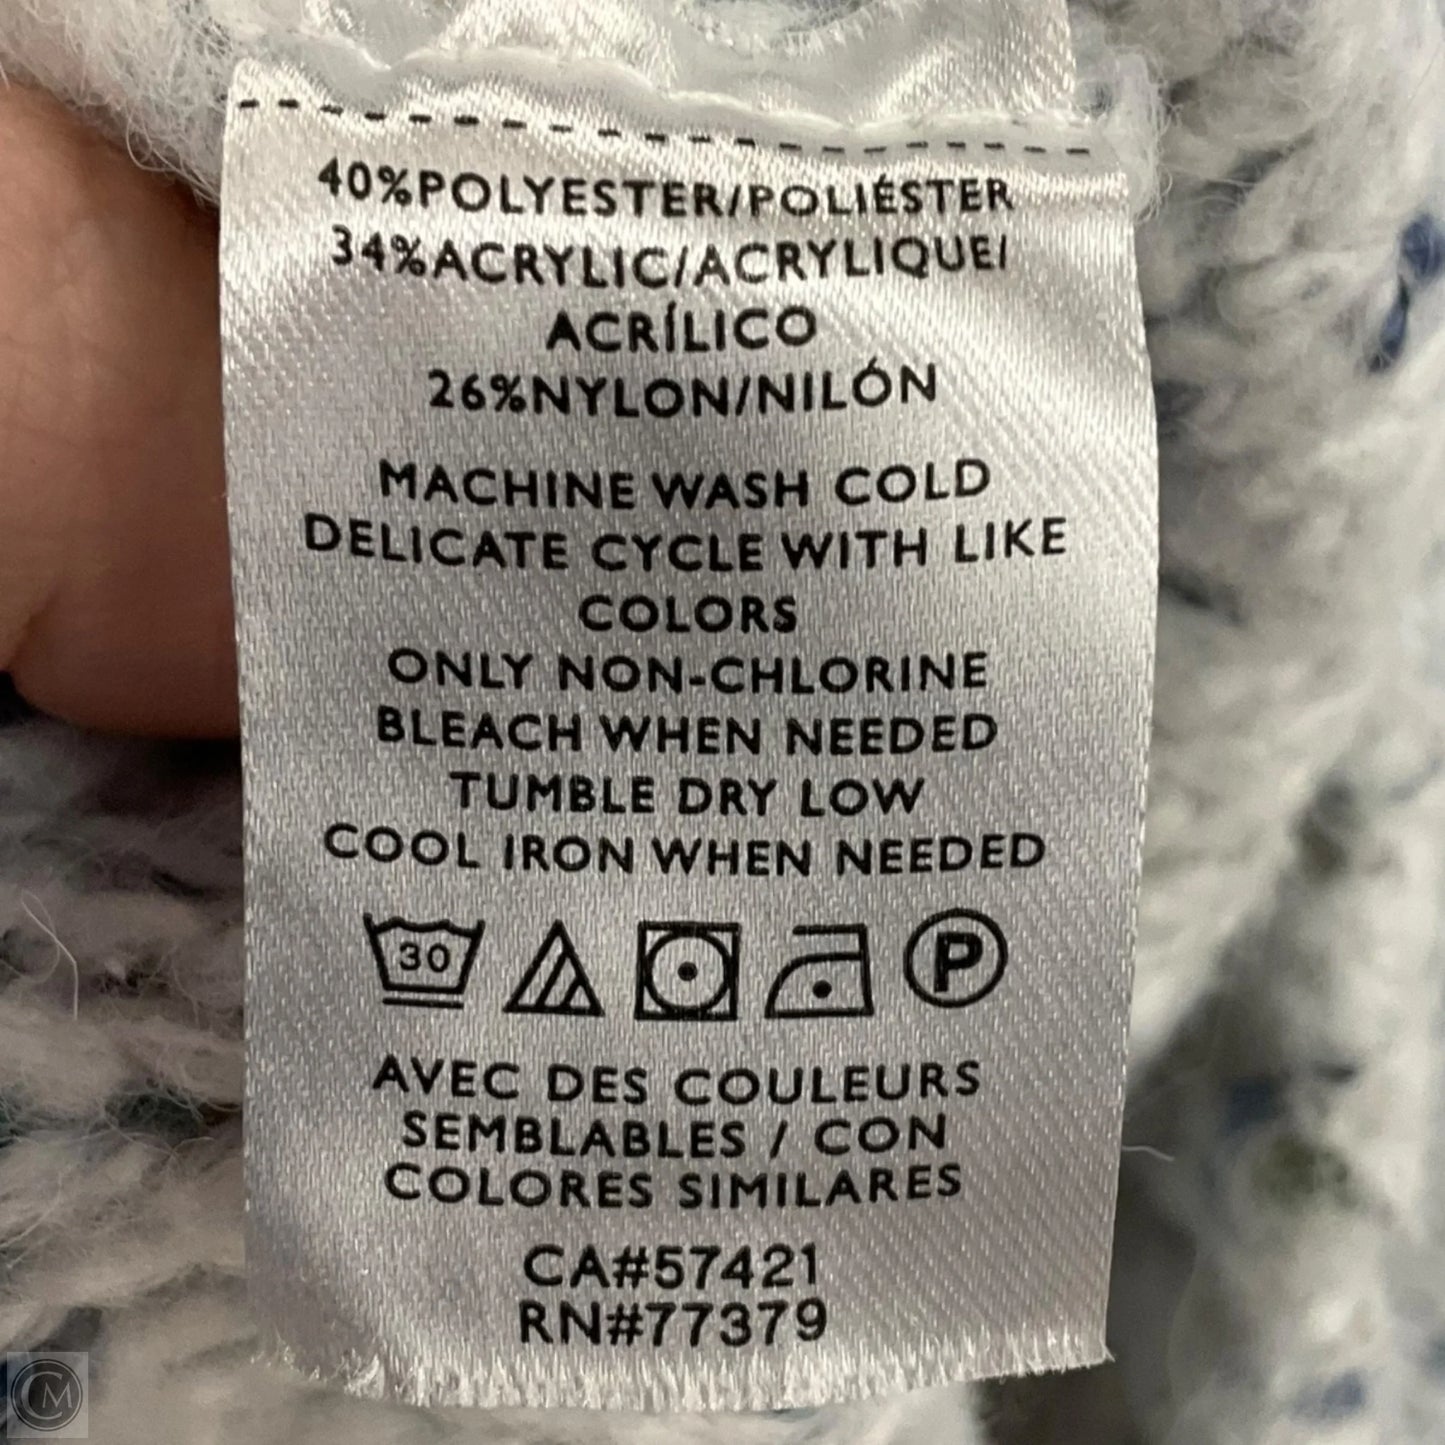 40%POLYESTER/POLIÉSTER
34%ACRYLIC/ACRYLIQUE/
ACRÍLICO
26%NYLON/NILÓN
MACHINE WASH COLD
DELICATE CYCLE WITH LIKE
COLORS
ONLY NON-CHLORINE
BLEACH WHEN NEEDED
TUMBLE DRY LOW
COOL IRON WHEN NEEDED
30 P
AVEC DES COULEURS
SEMBLABLES / CON
COLORES SIMILARES
CA#57421
RN#77379
CM